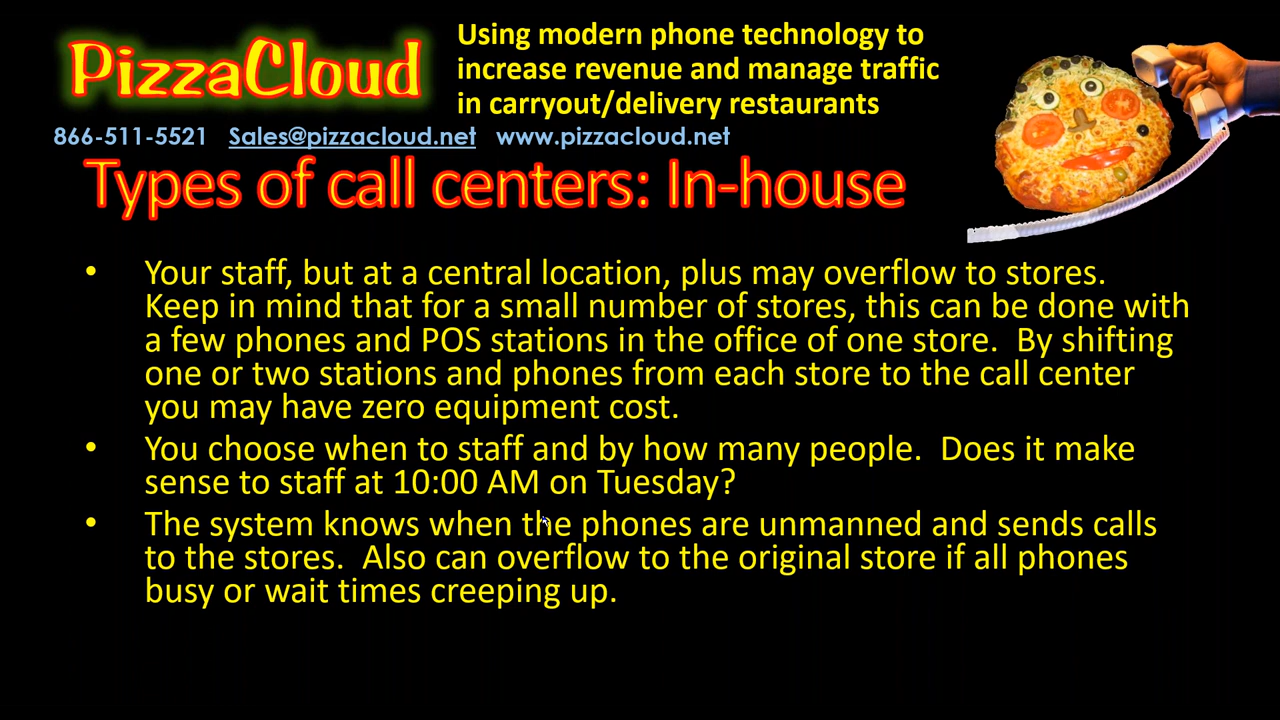 PizzaCloud
Using modern phone technology to
increase revenue and manage traffic
in carryout/delivery restaurants
866-511-5521 Sales@pizzacloud.net www.pizzacloud.net
Types of call centers: In-house
• Your staff, but at a central location, plus may overflow to stores.
Keep in mind that for a small number of stores, this can be done with
a few phones and POS stations in the office of one store. By shifting
one or two stations and phones from each store to the call center
you may have zero equipment cost.
• You choose when to staff and by how many people. Does it make
sense to staff at 10:00 AM on Tuesday?
• The system knows when the phones are unmanned and sends calls
to the stores. Also can overflow to the original store if all phones
busy or wait times creeping up.